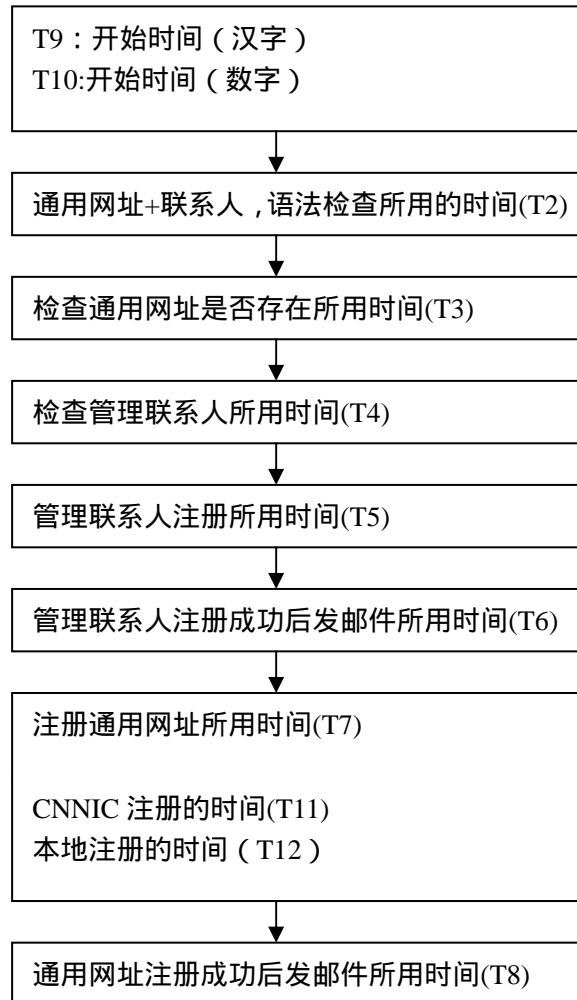 T9：开始时间（汉字）
T10:开始时间（数字）
通用网址+联系人，语法检查所用的时间(T2)
检查通用网址是否存在所用时间(T3)
检查管理联系人所用时间(T4)
管理联系人注册所用时间(T5)
管理联系人注册成功后发邮件所用时间(T6)
注册通用网址所用时间(T7)
CNNIC 注册的时间(T11)
本地注册的时间（T12）
通用网址注册成功后发邮件所用时间(T8)